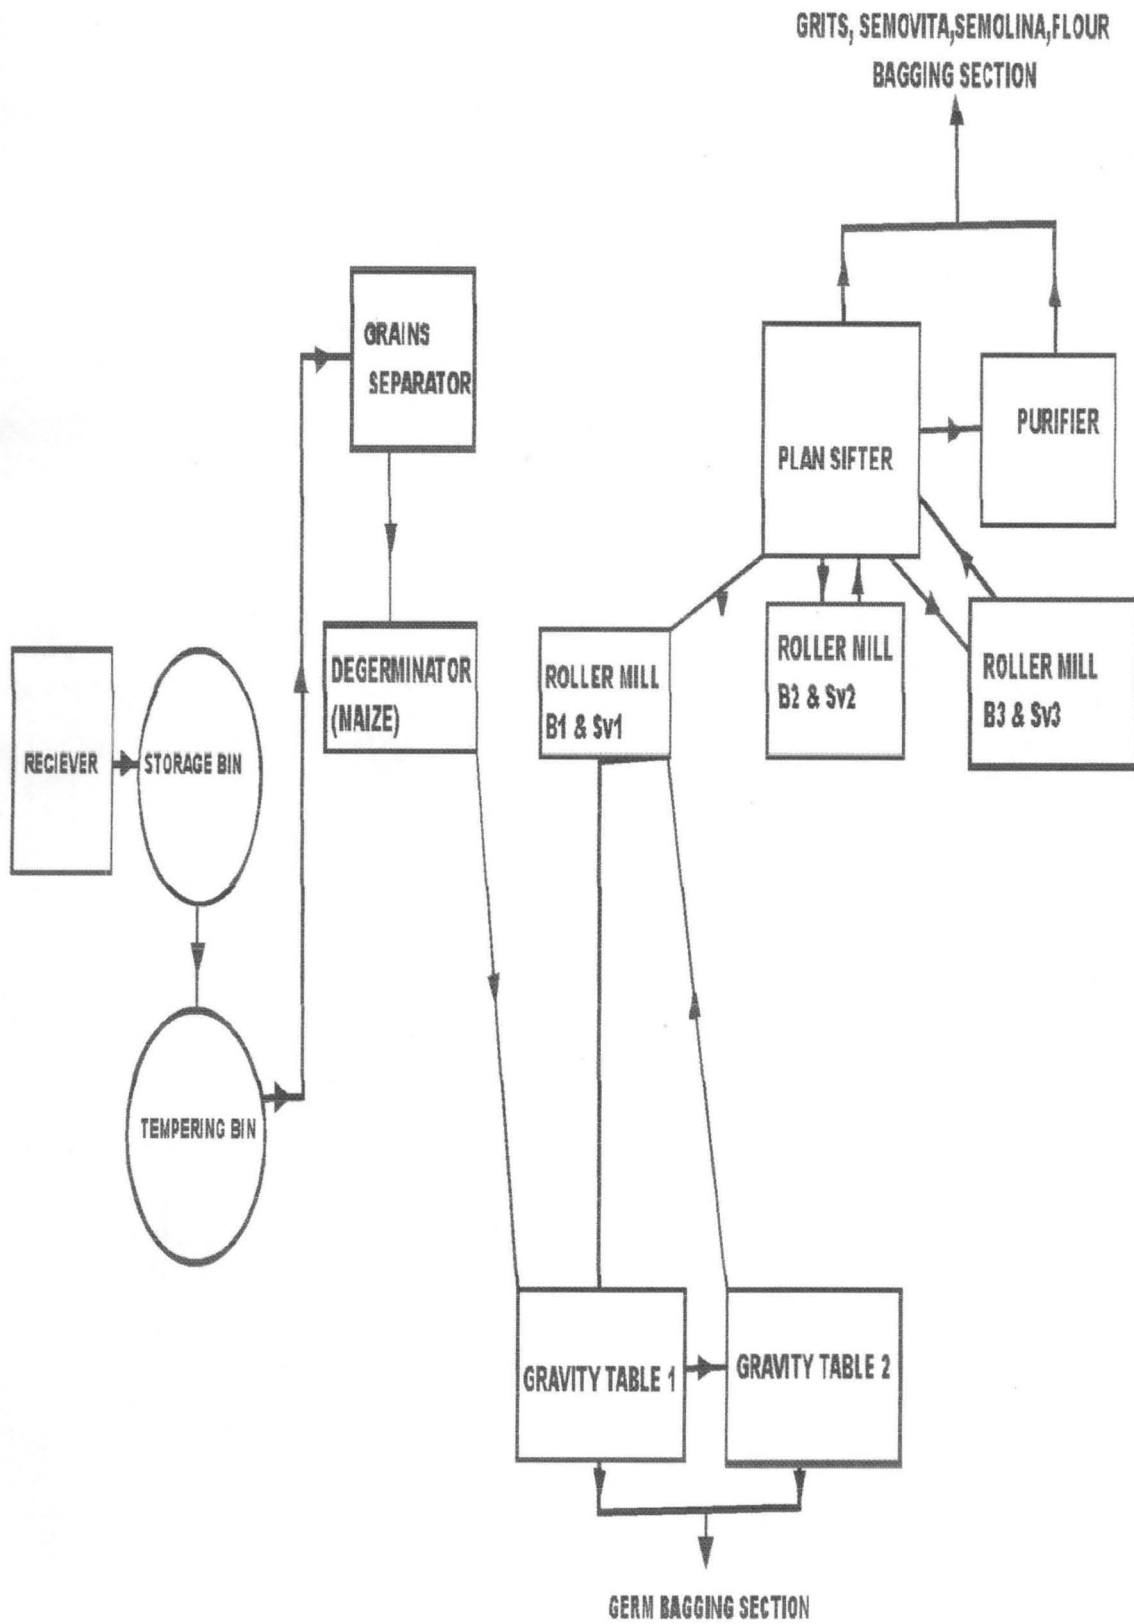 GRITS, SEMOVITA,SEMOLINA,FLOUR
BAGGING SECTION
GRAINS
SEPARATOR
PLAN SIFTER
PURIFIER
DEGERMINATOR
(MAIZE)
ROLLER MILL
B1 & Sv1
ROLLER MILL
B2 & Sv2
ROLLER MILL
B3 & Sv3
RECIEVER
STORAGE BIN
TEMPERING BIN
GRAVITY TABLE 1
GRAVITY TABLE 2
GERM BAGGING SECTION